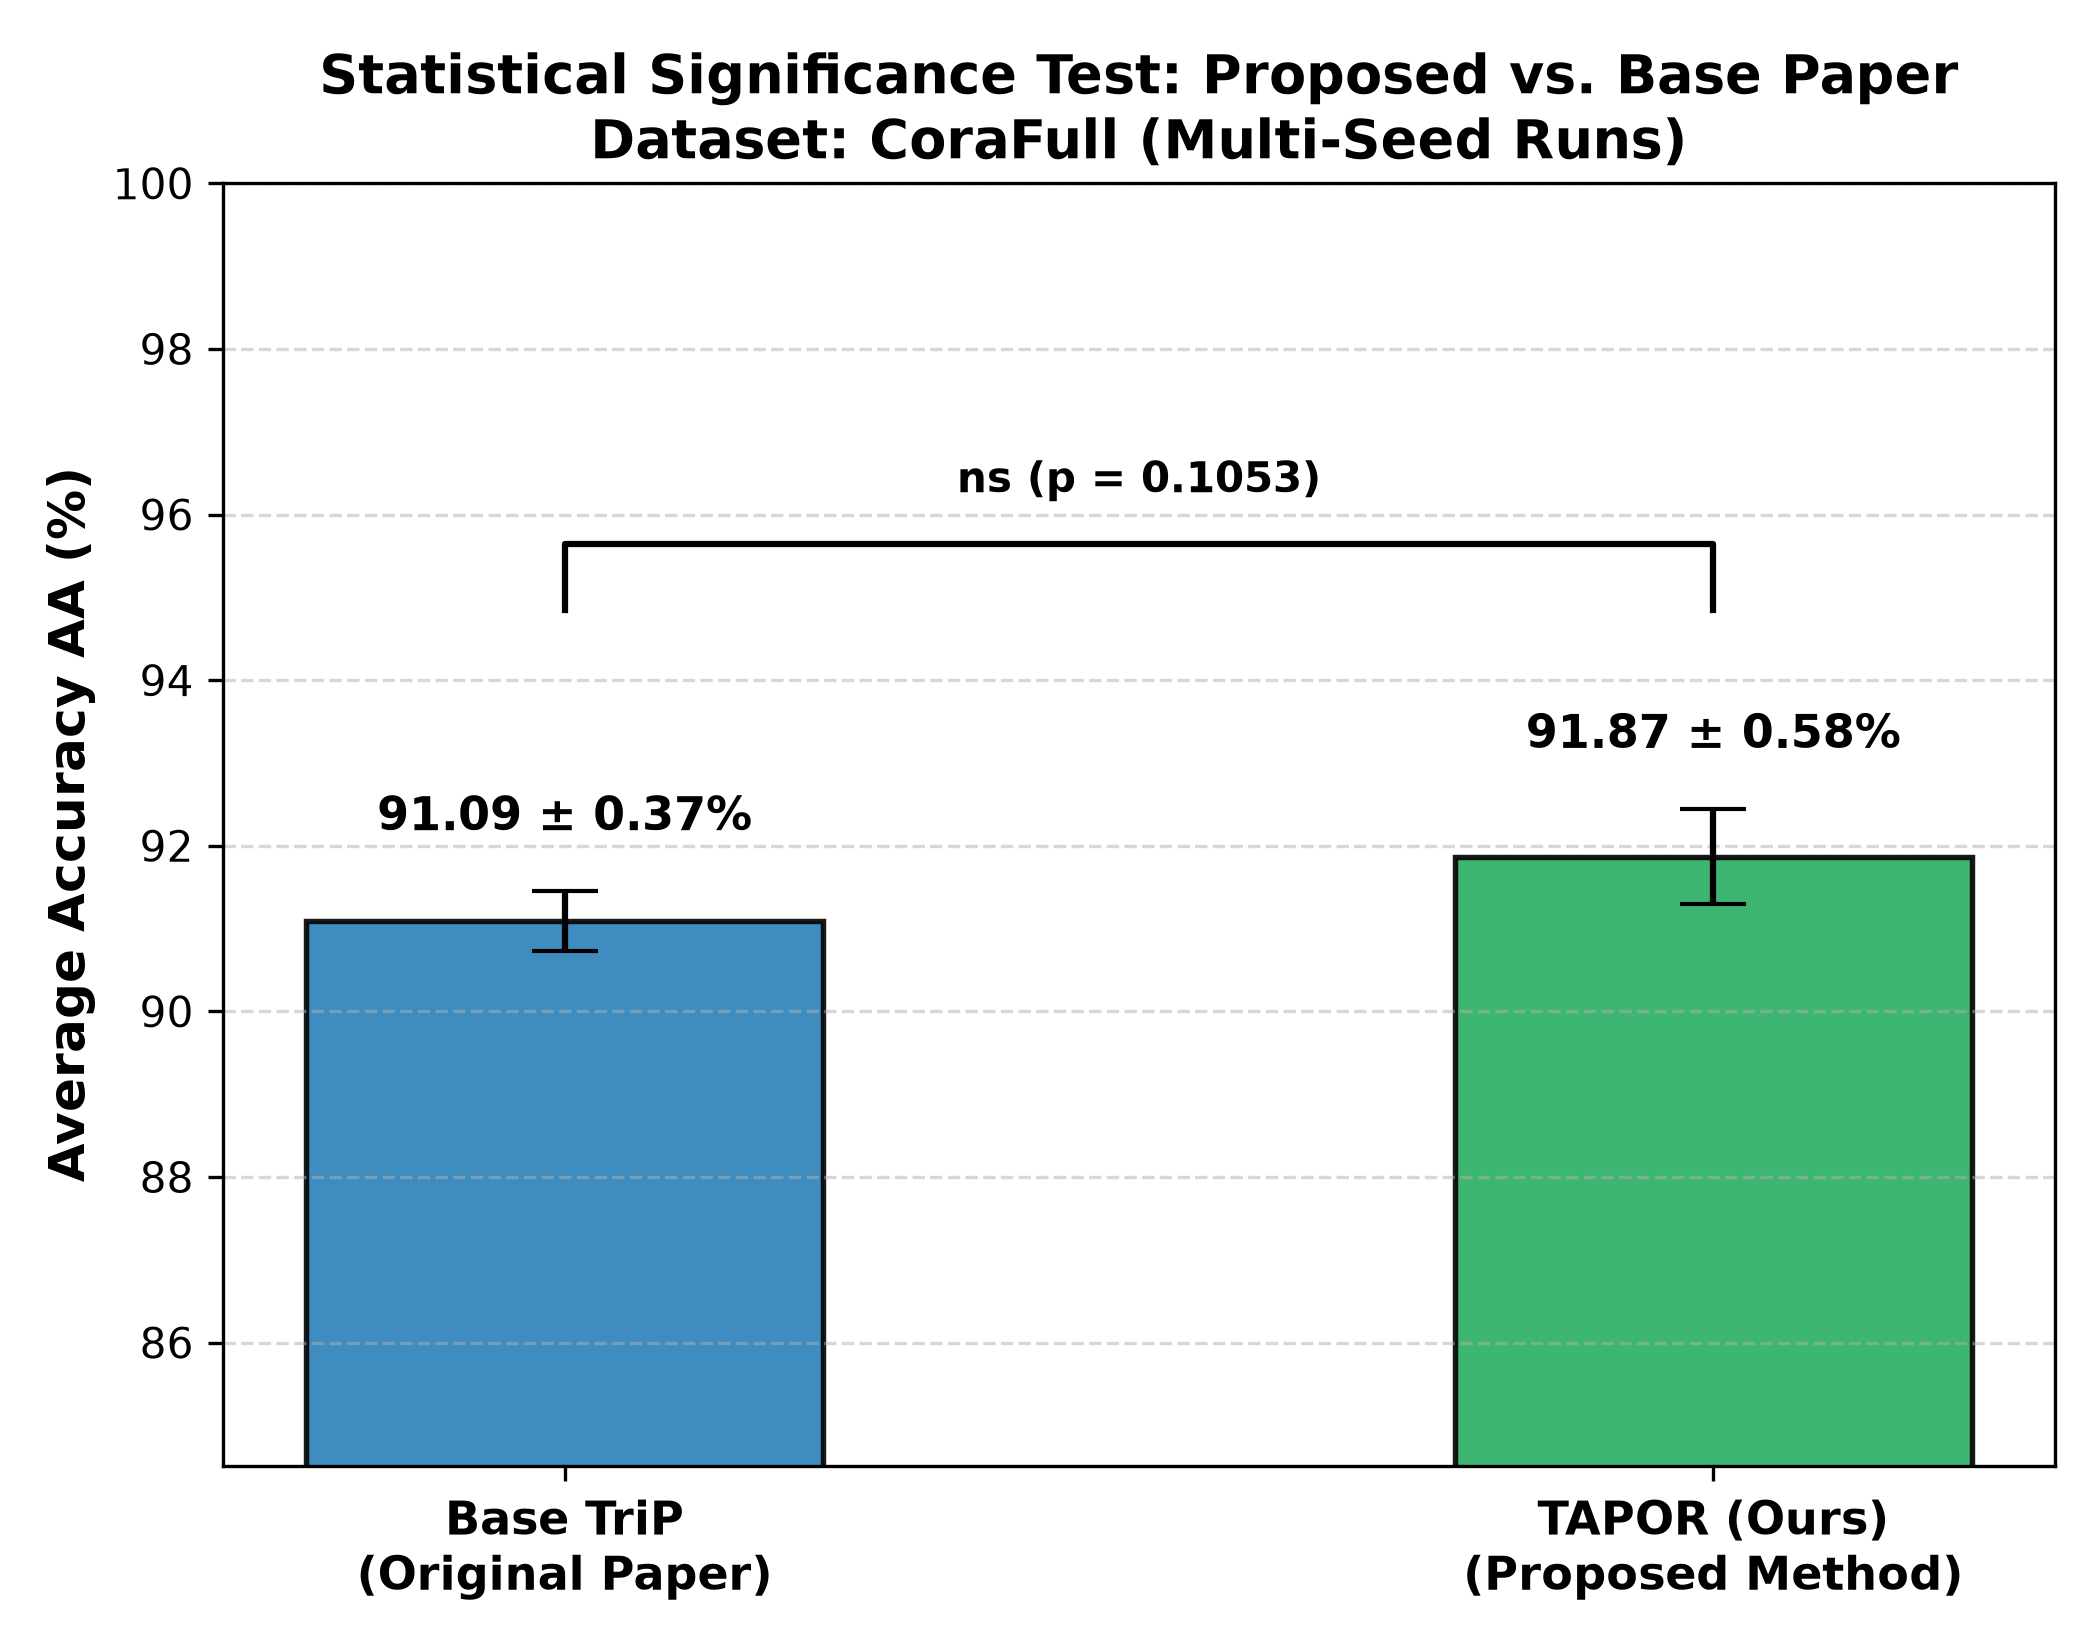 Statistical Significance Test: Proposed vs. Base Paper
Dataset: CoraFull (Multi-Seed Runs)
Average Accuracy AA (%)
100
98
96
94
92
90
88
86
ns (p = 0.1053)
91.09 ± 0.37%
91.87 ± 0.58%
Base TriP
(Original Paper)
TAPOR (Ours)
(Proposed Method)